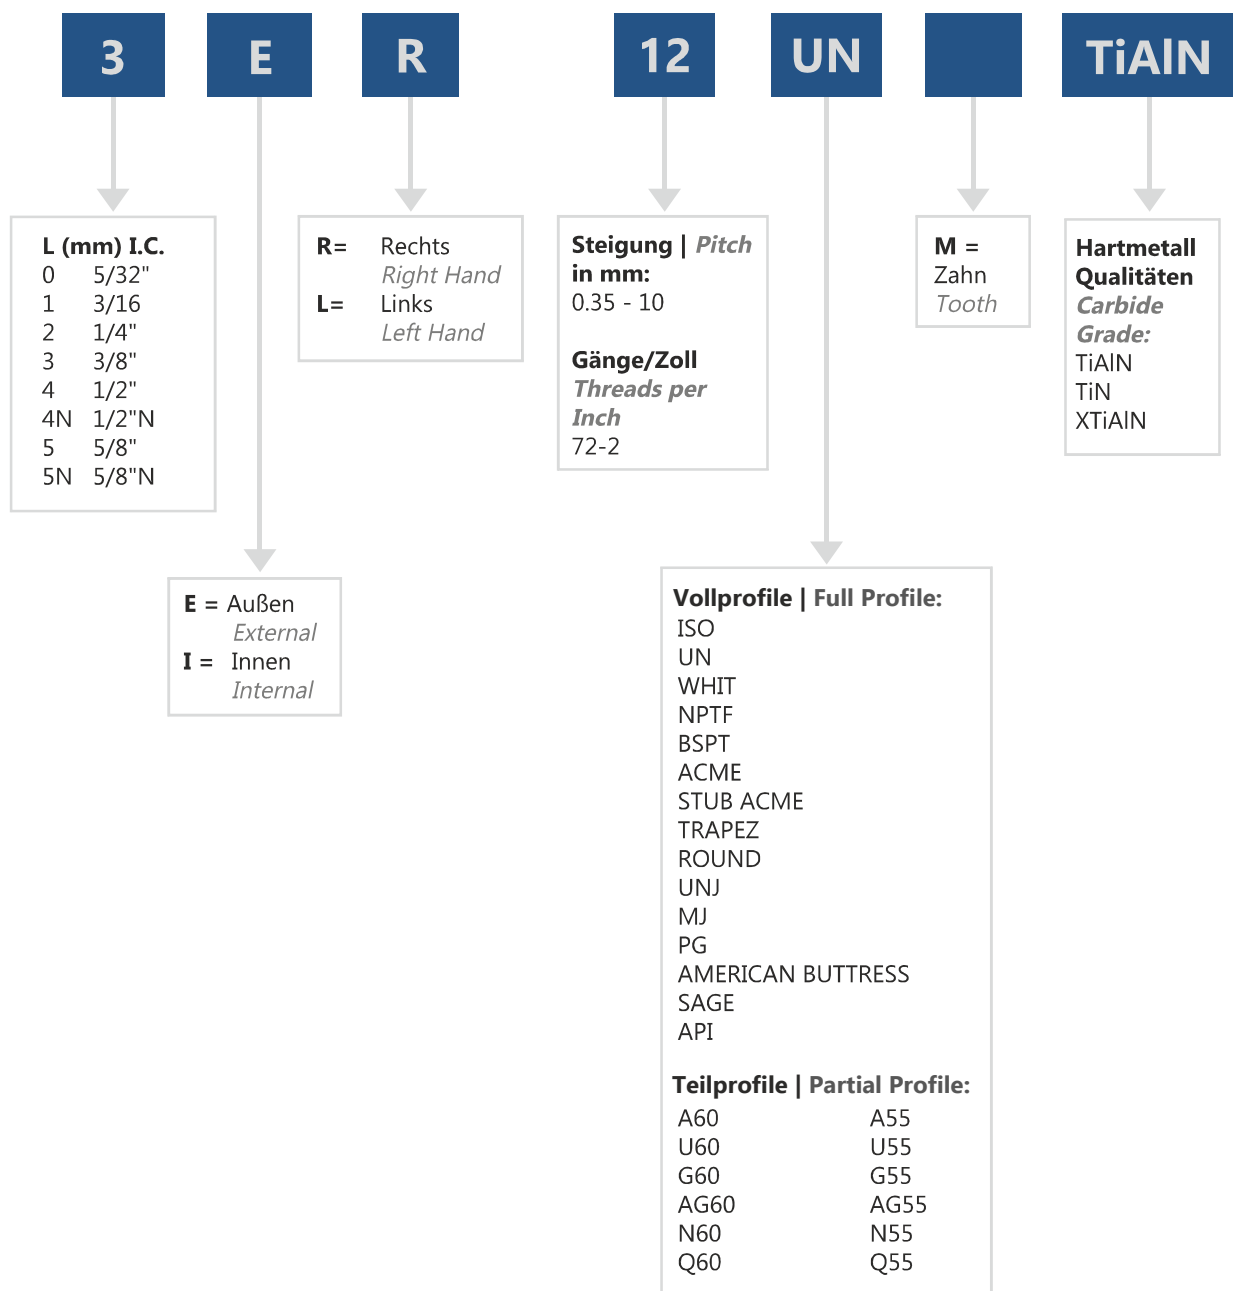 3 E R 12 UN TiAlN
L (mm) I.C.
0 5/32"
1 3/16
2 1/4"
3 3/8"
4 1/2"
4N 1/2"N
5 5/8"
5N 5/8"N
E = Außen
External
I = Innen
Internal
R= Rechts
Right Hand
L= Links
Left Hand
Steigung | Pitch
in mm:
0.35 - 10
Gänge/Zoll
Threads per
Inch
72-2
Vollprofile | Full Profile:
ISO
UN
WHIT
NPTF
BSPT
ACME
STUB ACME
TRAPEZ
ROUND
UNJ
MJ
PG
AMERICAN BUTTRESS
SAGE
API
Teilprofile | Partial Profile:
A60 A55
U60 U55
G60 G55
AG60 AG55
N60 N55
Q60 Q55
M =
Zahn
Tooth
Hartmetall
Qualitäten
Carbide
Grade:
TiAlN
TiN
XTiAlN